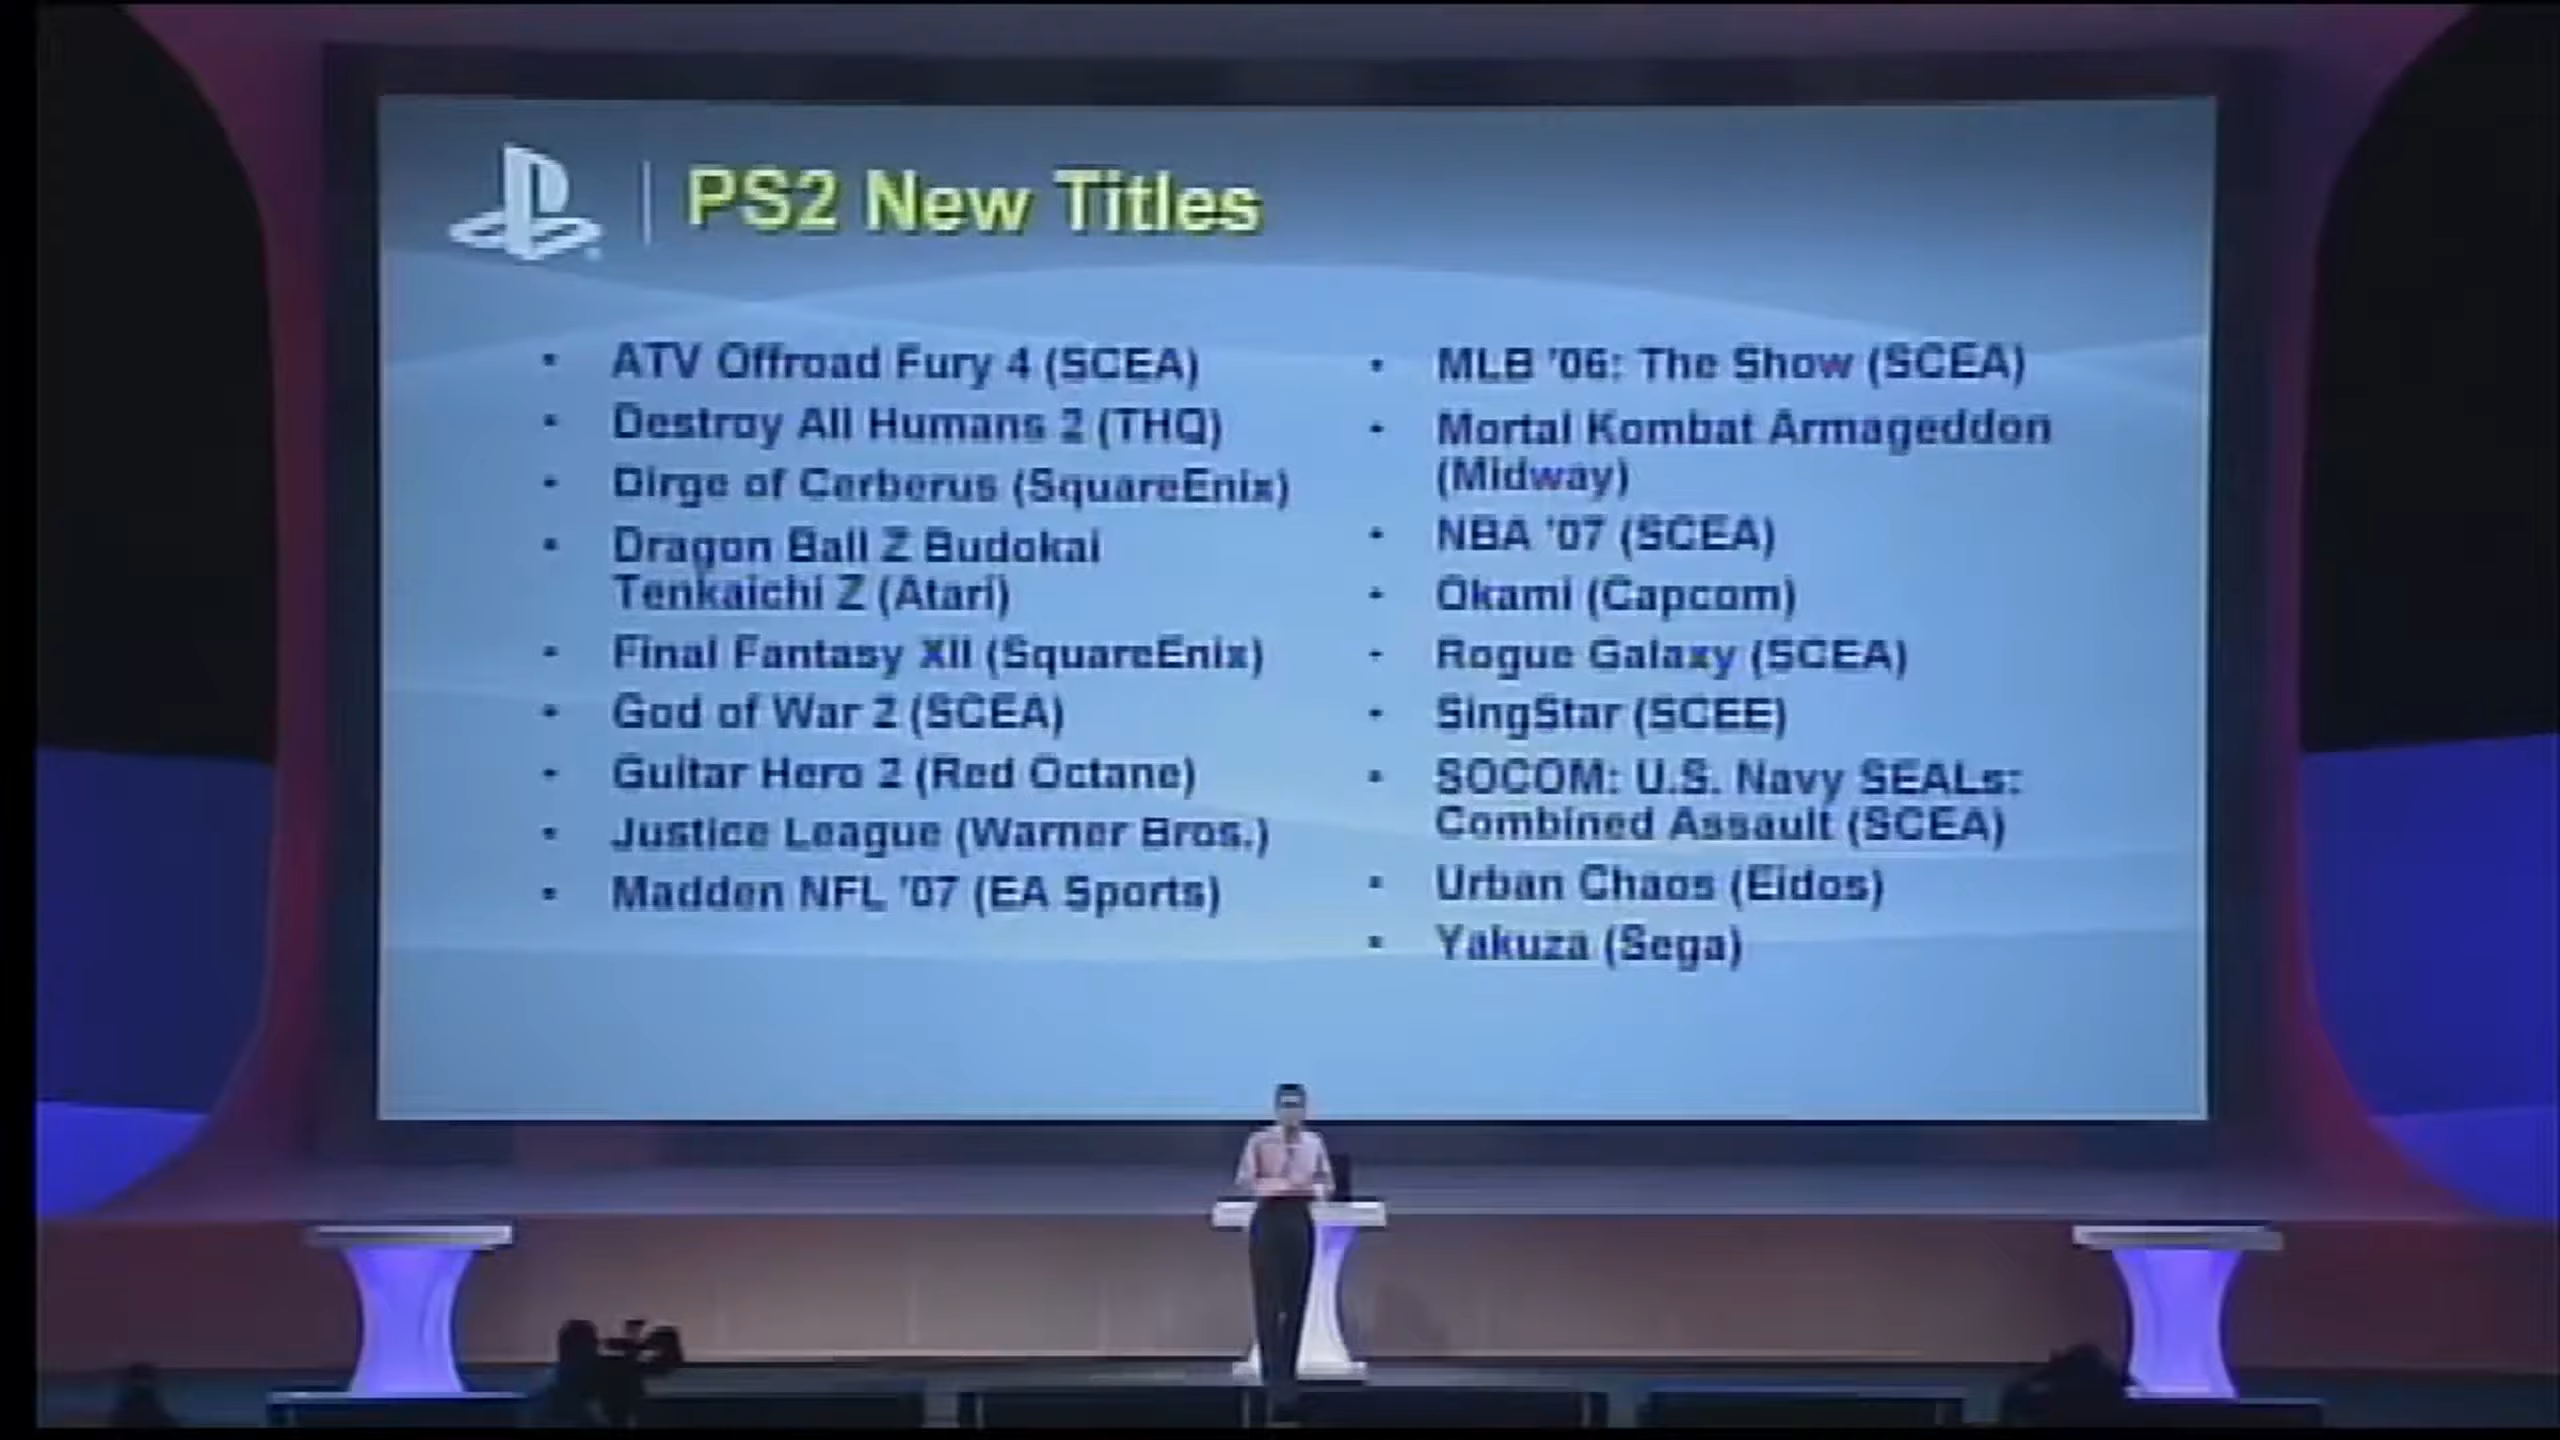 PS2 New Titles
ATV Offroad Fury 4 (SCEA)
Destroy All Humans 2 (THQ)
Dirge of Cerberus (SquareEnix)
Dragon Ball Z Budokai
Tenkaichi Z (Atari)
Final Fantasy XII (SquareEnix)
God of War 2 (SCEA)
Guitar Hero 2 (Red Octane)
Justice League (Warner Bros.)
Madden NFL '07 (EA Sports)
MLB '06: The Show (SCEA)
Mortal Kombat Armageddon
(Midway)
NBA '07 (SCEA)
Okami (Capcom)
Rogue Galaxy (SCEA)
SingStar (SCEE)
SOCOM: U.S. Navy SEALs:
Combined Assault (SCEA)
Urban Chaos (Eidos)
Yakuza (Sega)